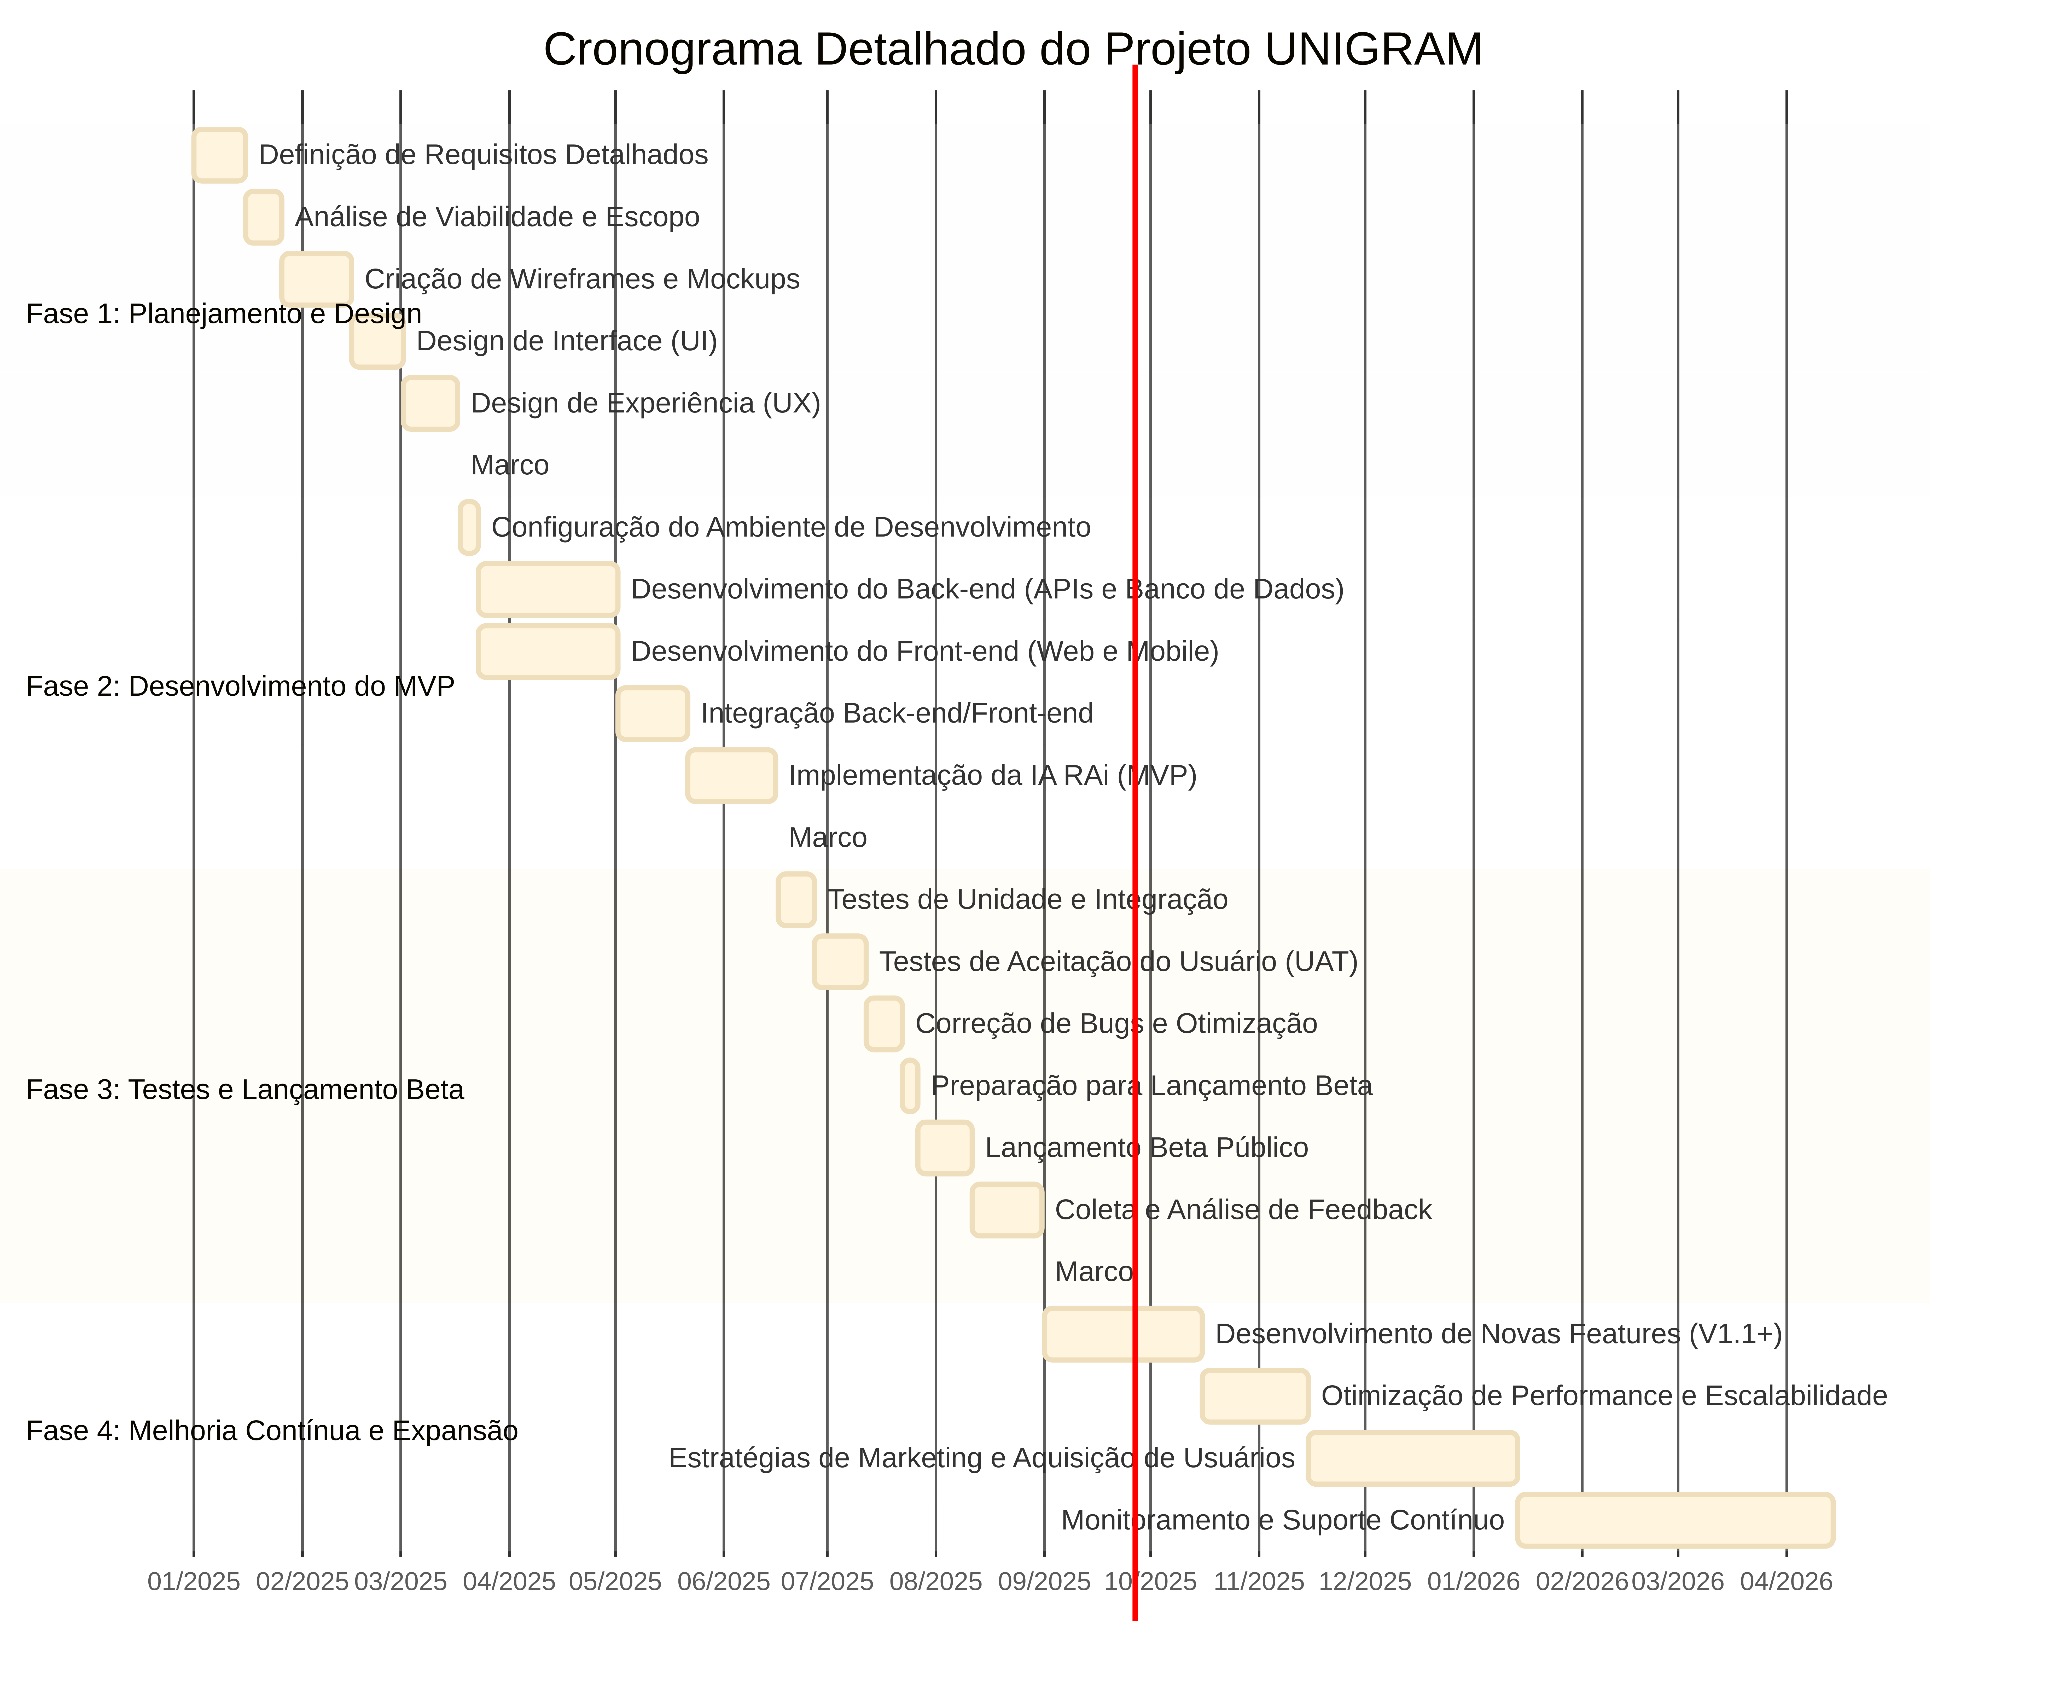 Cronograma Detalhado do Projeto UNIGRAM
Definição de Requisitos Detalhados
Análise de Viabilidade e Escopo
Criação de Wireframes e Mockups
Fase 1: Planejamento e Design
Design de Interface (UI)
Design de Experiência (UX)
Marco
Configuração do Ambiente de Desenvolvimento
Desenvolvimento do Back-end (APIs e Banco de Dados)
Desenvolvimento do Front-end (Web e Mobile)
Fase 2: Desenvolvimento do MVP
Integração Back-end/Front-end
Implementação da IA RAi (MVP)
Marco
Testes de Unidade e Integração
Testes de Aceitação do Usuário (UAT)
Correção de Bugs e Otimização
Fase 3: Testes e Lançamento Beta
Preparação para Lançamento Beta
Lançamento Beta Público
Coleta e Análise de Feedback
Marco
Desenvolvimento de Novas Features (V1.1+)
Otimização de Performance e Escalabilidade
Fase 4: Melhoria Contínua e Expansão
Estratégias de Marketing e Aquisição de Usuários
Monitoramento e Suporte Contínuo
01/2025 02/2025 03/2025 04/2025 05/2025 06/2025 07/2025 08/2025 09/2025 10/2025 11/2025 12/2025 01/2026 02/2026 03/2026 04/2026